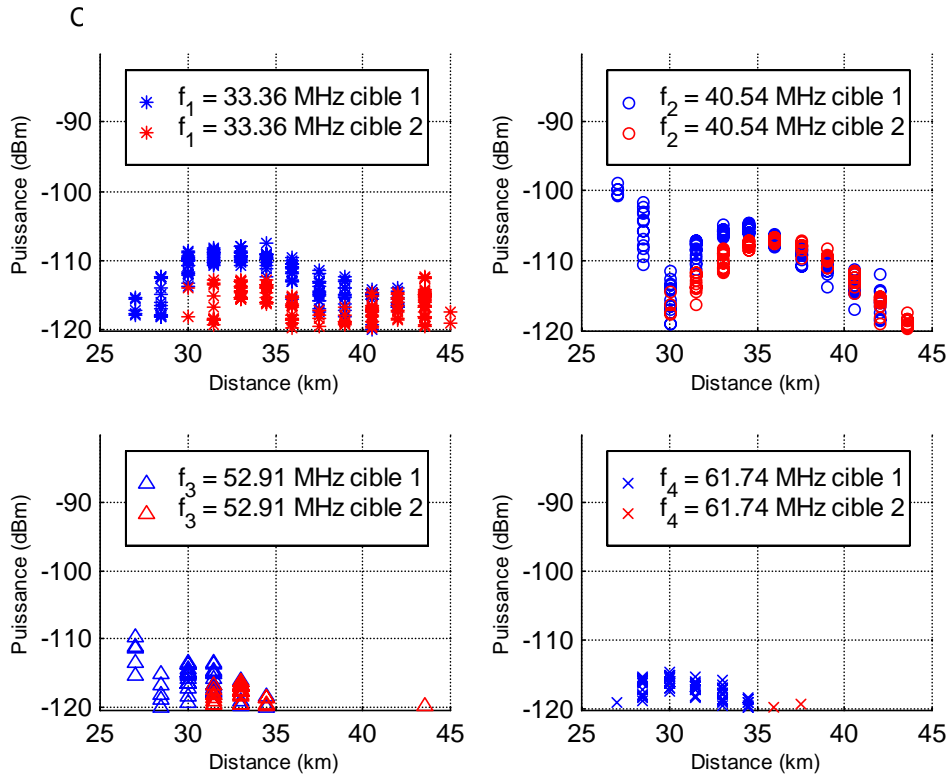 C
f1 = 33.36 MHz cible 1
f1 = 33.36 MHz cible 2
Puissance (dBm)
-90
-100
-110
-120
25 30 35 40 45
Distance (km)
f2 = 40.54 MHz cible 1
f2 = 40.54 MHz cible 2
Puissance (dBm)
-90
-100
-110
-120
25 30 35 40 45
Distance (km)
f3 = 52.91 MHz cible 1
f3 = 52.91 MHz cible 2
Puissance (dBm)
-90
-100
-110
-120
25 30 35 40 45
Distance (km)
f4 = 61.74 MHz cible 1
f4 = 61.74 MHz cible 2
Puissance (dBm)
-90
-100
-110
-120
25 30 35 40 45
Distance (km)